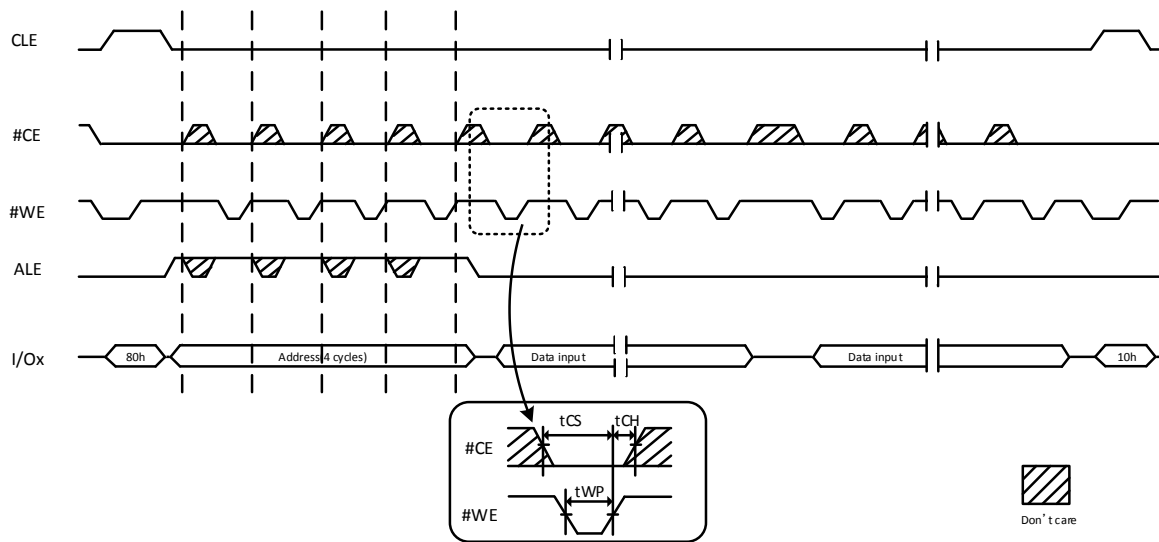 CLE
#CE
#WE
ALE
I/Ox
80h
Address(4 cycles)
Data input
Data input
10h
tCS
tCH
#CE
tWP
#WE
Don't care